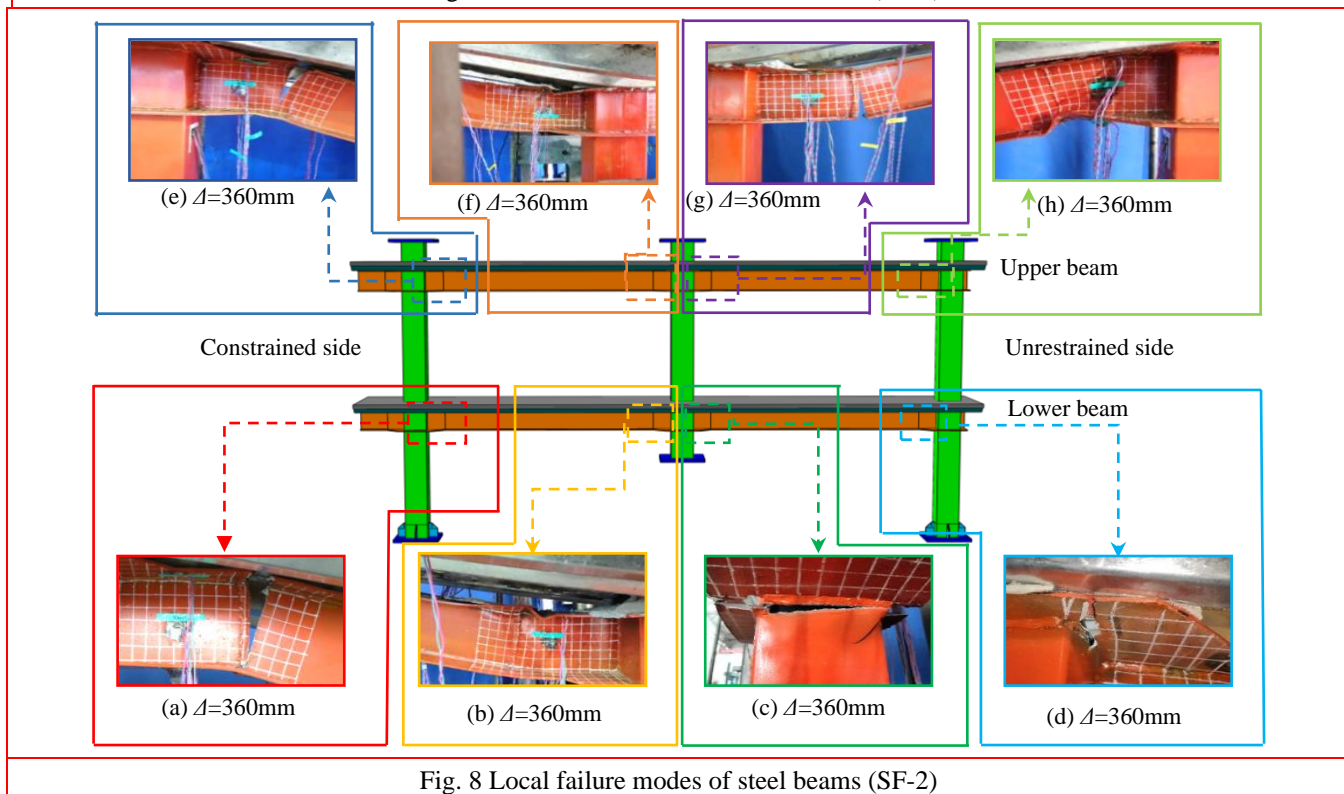 (e) Δ=360mm
(f) Δ=360mm
(g) Δ=360mm
(h) Δ=360mm
Upper beam
Constrained side
Unrestrained side
Lower beam
(a) Δ=360mm
(b) Δ=360mm
(c) Δ=360mm
(d) Δ=360mm
Fig. 8 Local failure modes of steel beams (SF-2)